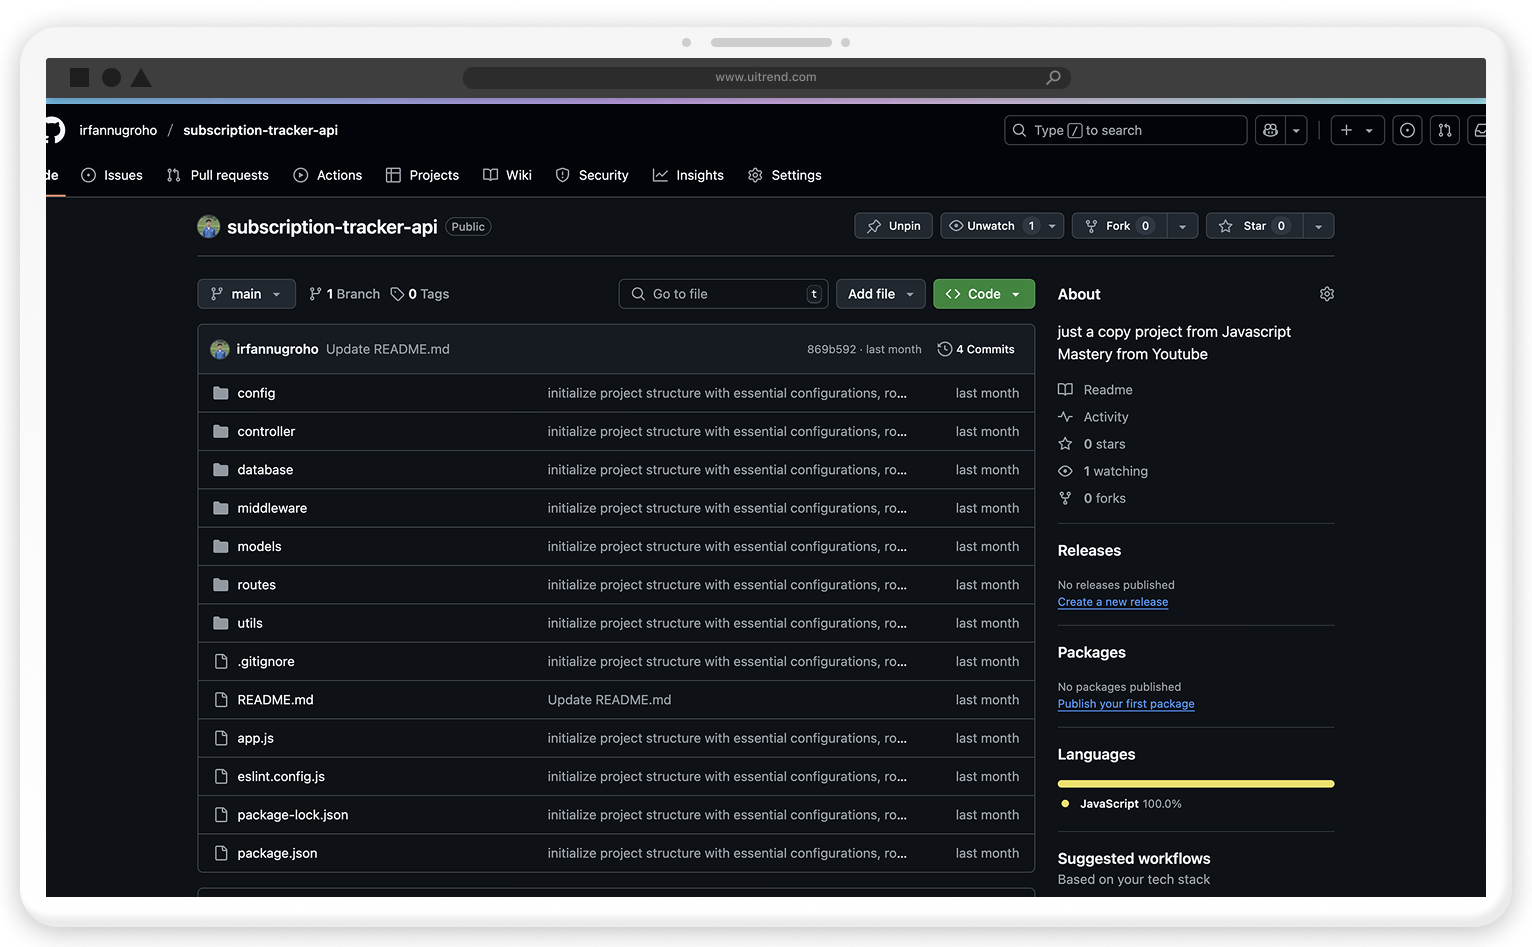 www.uitrend.com
irfannugroho / subscription-tracker-api
Type / to search
de Issues Pull requests Actions Projects Wiki Security Insights Settings
subscription-tracker-api Public
Unpin Unwatch 1 Fork 0 Star 0
main 1 Branch 0 Tags Go to file t Add file Code
irfannugroho Update README.md 869b592 · last month 4 Commits
config initialize project structure with essential configurations, ro... last month
controller initialize project structure with essential configurations, ro... last month
database initialize project structure with essential configurations, ro... last month
middleware initialize project structure with essential configurations, ro... last month
models initialize project structure with essential configurations, ro... last month
routes initialize project structure with essential configurations, ro... last month
utils initialize project structure with essential configurations, ro... last month
.gitignore initialize project structure with essential configurations, ro... last month
README.md Update README.md last month
app.js initialize project structure with essential configurations, ro... last month
eslint.config.js initialize project structure with essential configurations, ro... last month
package-lock.json initialize project structure with essential configurations, ro... last month
package.json initialize project structure with essential configurations, ro... last month
About
just a copy project from Javascript
Mastery from Youtube
Readme
Activity
0 stars
1 watching
0 forks
Releases
No releases published
Create a new release
Packages
No packages published
Publish your first package
Languages
JavaScript 100.0%
Suggested workflows
Based on your tech stack